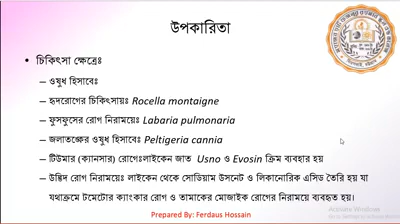 উপকারিতা
• চিকিৎসা ক্ষেত্রেঃ
– ওষুধ হিসাবেঃ
– হৃদরোগের চিকিৎসায়ঃ Rocella montaigne
– ফুসফুসের রোগ নিরাময়েঃ Labaria pulmonaria
– জলাতঙ্কের ওষুধ হিসাবেঃ Peltigeria cannia
– টিউমার (ক্যানসার) রোগেঃলাইকেন জাত Usno ও Evosin ক্রিম ব্যবহার হয়
– উদ্ভিদ রোগ নিরাময়েঃ লাইকেন থেকে সোডিয়াম উসনেট ও লিকানোরিক এসিড তৈরি হয় যা
যথাক্রমে টমেটোর ক্যাংকার রোগ ও তামাকের মোজাইক রোগের নিরাময়ে ব্যবহৃত হয়।
Activate Windows
Prepared By: Ferdaus Hossain